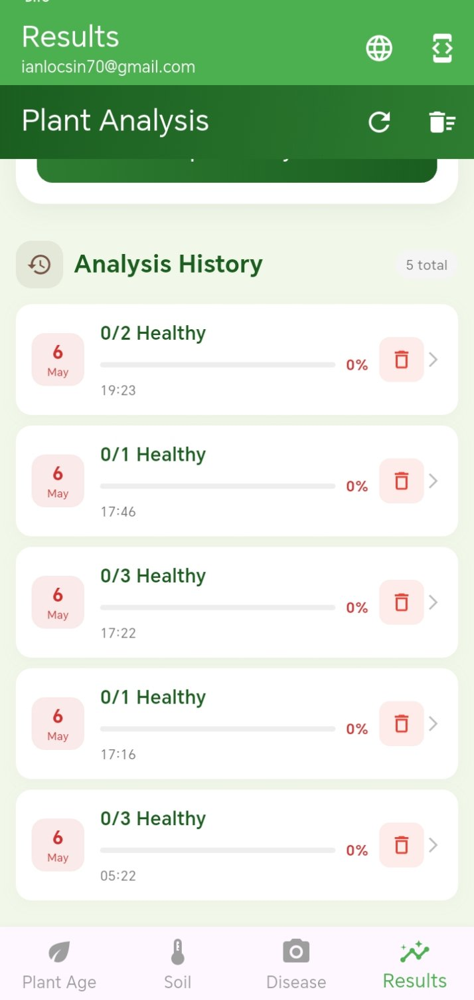 Results
ianlocsin70@gmail.com
Plant Analysis
Analysis History
5 total
6
May
0/2 Healthy
0%
19:23
6
May
0/1 Healthy
0%
17:46
6
May
0/3 Healthy
0%
17:22
6
May
0/1 Healthy
0%
17:16
6
May
0/3 Healthy
0%
05:22
Plant Age
Soil
Disease
Results